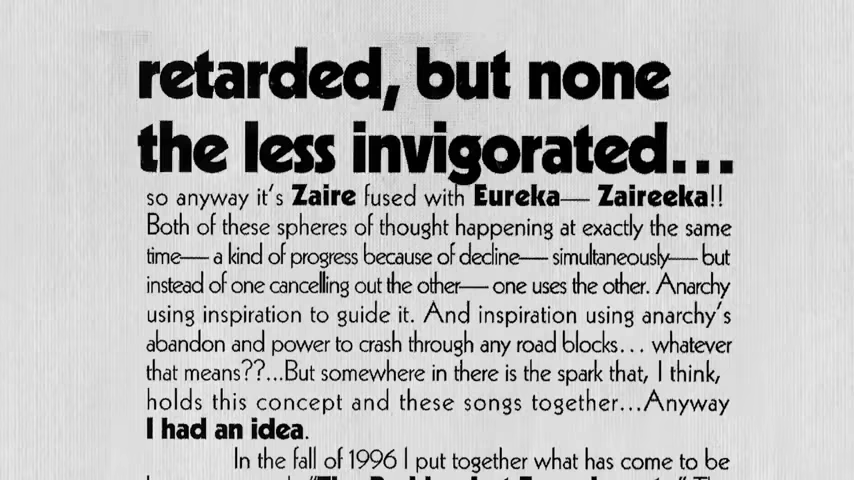 retarded, but none
the less invigorated...
so anyway it's Zaire fused with Eureka— Zaireeka!!
Both of these spheres of thought happening at exactly the same
time— a kind of progress because of decline— simultaneously— but
instead of one cancelling out the other— one uses the other. Anarchy
using inspiration to guide it. And inspiration using anarchy's
abandon and power to crash through any road blocks... whatever
that means??...But somewhere in there is the spark that, I think,
holds this concept and these songs together...Anyway
I had an idea.
In the fall of 1996 I put together what has come to be